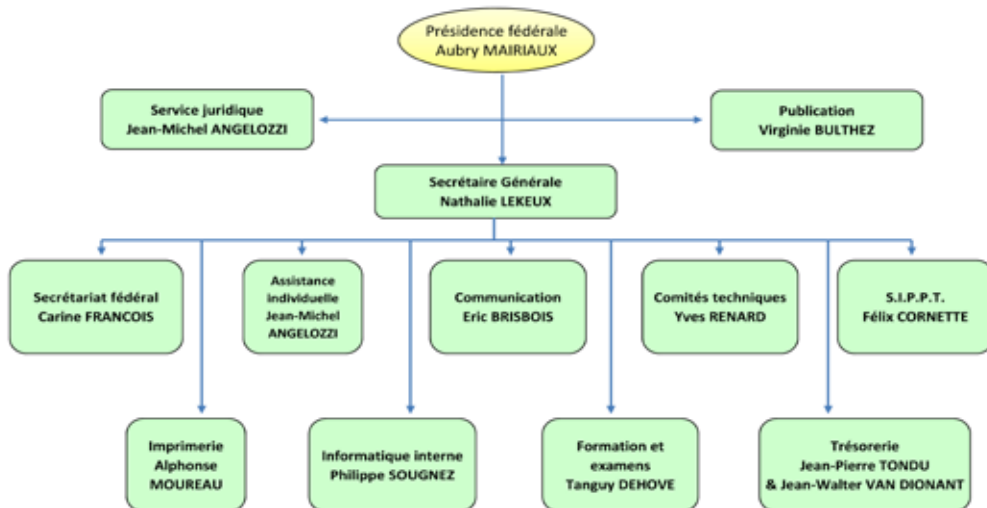 Présidence fédérale
Aubry MAIRIAUX
Service juridique
Jean-Michel ANGELOZZI
Publication
Virginie BULTHEZ
Secrétaire Générale
Nathalie LEKEUX
Secrétariat fédéral
Carine FRANCOIS
Assistance
individuelle
Jean-Michel
ANGELOZZI
Communication
Eric BRISBOIS
Comités techniques
Yves RENARD
S.I.P.P.T.
Félix CORNETTE
Imprimerie
Alphonse
MOUREAU
Informatique interne
Philippe SOUGNEZ
Formation et
examens
Tanguy DEHOVE
Trésorerie
Jean-Pierre TONDU
& Jean-Walter VAN DIONANT